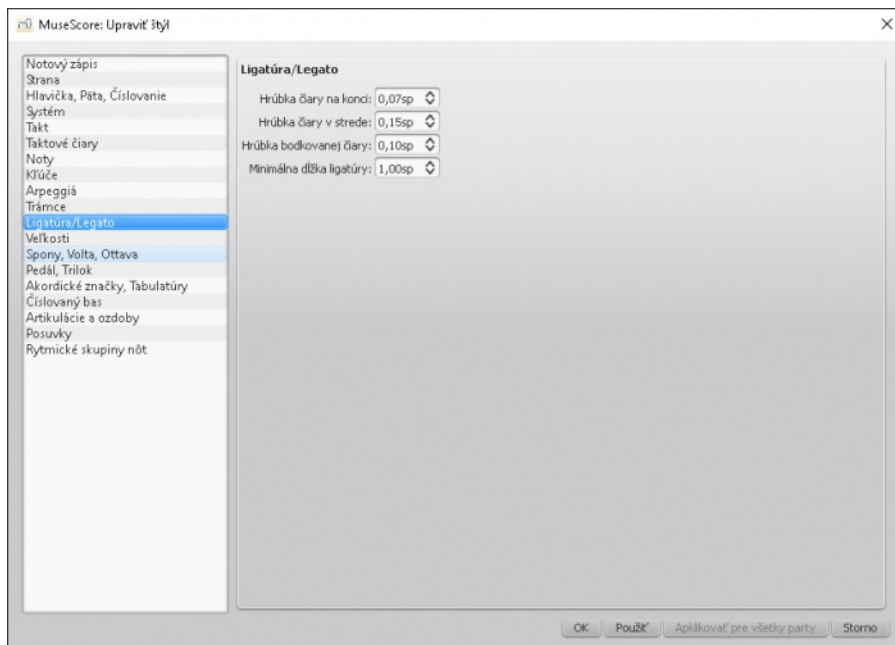 MuseScore: Upraviť štýl
Notový zápis
Strana
Hlavička, Päta, Číslovanie
Systém
Takt
Taktové čiary
Noty
Kľúče
Arpeggiá
Trámce
Ligatúra/Legato
Veľkosti
Spony, Volta, Ottava
Pedál, Trilok
Akordické značky, Tabulatúry
Číslovaný bas
Artikulácie a ozdoby
Posuvky
Rytmické skupiny nôt
Ligatúra/Legato
Hrúbka čiary na konci: 0,07sp
Hrúbka čiary v strede: 0,15sp
Hrúbka bodkovanej čiary: 0,10sp
Minimálna dĺžka ligatúry: 1,00sp
OK Použiť Aplikovať pre všetky party Storno